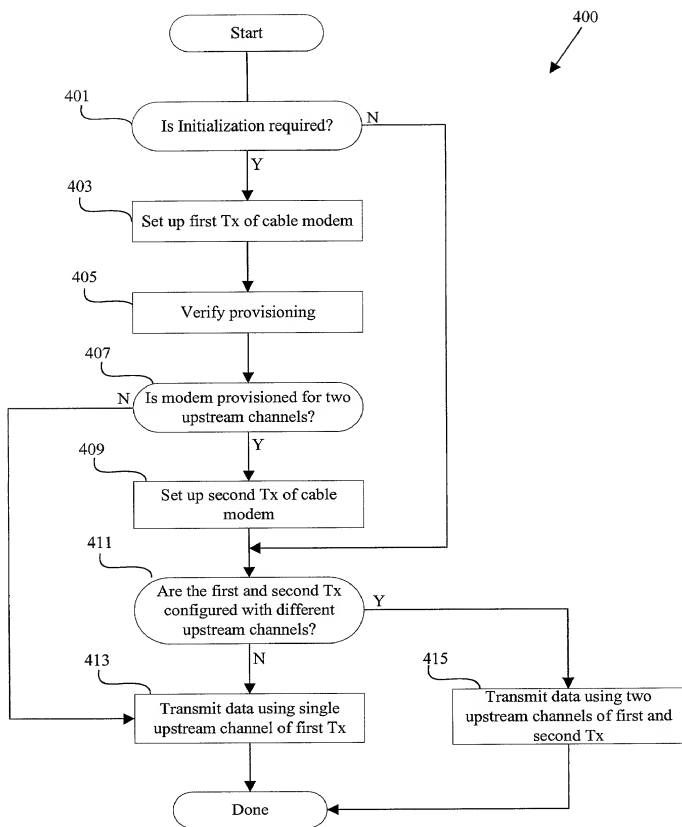 Start
400
401
Is Initialization required?
N
Y
403
Set up first Tx of cable modem
405
Verify provisioning
407
N
Is modem provisioned for two
upstream channels?
Y
409
Set up second Tx of cable
modem
411
Are the first and second Tx
configured with different
upstream channels?
Y
N
413
Transmit data using single
upstream channel of first Tx
415
Transmit data using two
upstream channels of first and
second Tx
Done